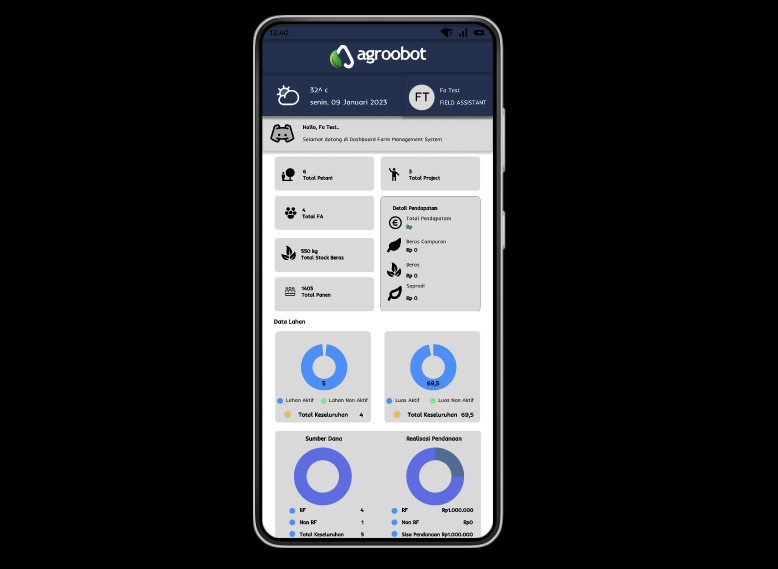 12.40
agroobot
32^ c
senin. 09 Januari 2023
FT
Fa Test
FIELD ASSISTANT
Hallo, Fa Test..
Selamat datang di Dashboard Farm Management System
6
Total Petani
3
Total Project
4
Total FA
550 kg
Total Stock Beras
1405
Total Panen
Detail Pendapatan
Total Pendapatam
Rp
Beras Campuran
Rp 0
Beras
Rp 0
Saprodi
Rp 0
Data Lahan
5
Lahan Aktif Lahan Non Aktif
Total Keseluruhan 4
69,5
Luas Aktif Luas Non Aktif
Total Keseluruhan 69,5
Sumber Dana
RF 4
Non RF 1
Total Keseluruhan 5
Realisasi Pendanaan
RF Rp1.000.000
Non RF Rp0
Sisa Pendanaan Rp1.000.000